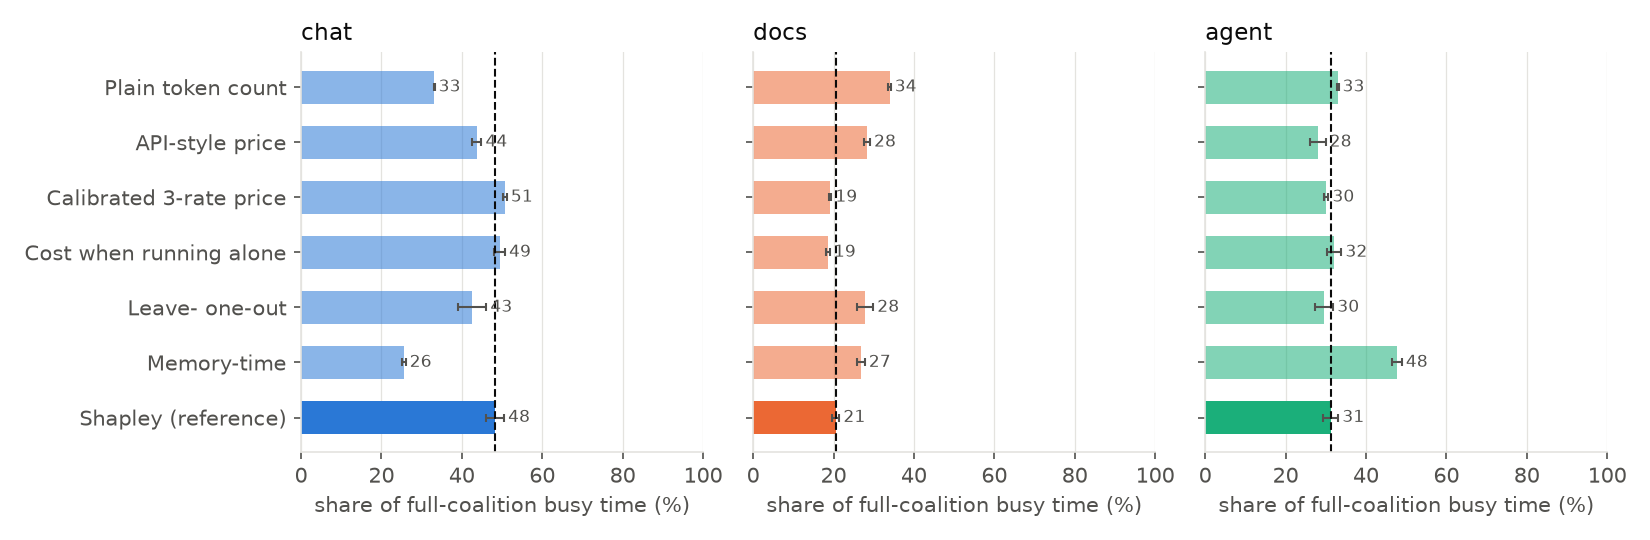 chat
docs
agent
Plain token count
33
34
33
API-style price
44
28
28
Calibrated 3-rate price
51
19
30
Cost when running alone
49
19
32
Leave- one-out
43
28
30
Memory-time
26
27
48
Shapley (reference)
48
21
31
0 20 40 60 80 100
0 20 40 60 80 100
0 20 40 60 80 100
share of full-coalition busy time (%)
share of full-coalition busy time (%)
share of full-coalition busy time (%)